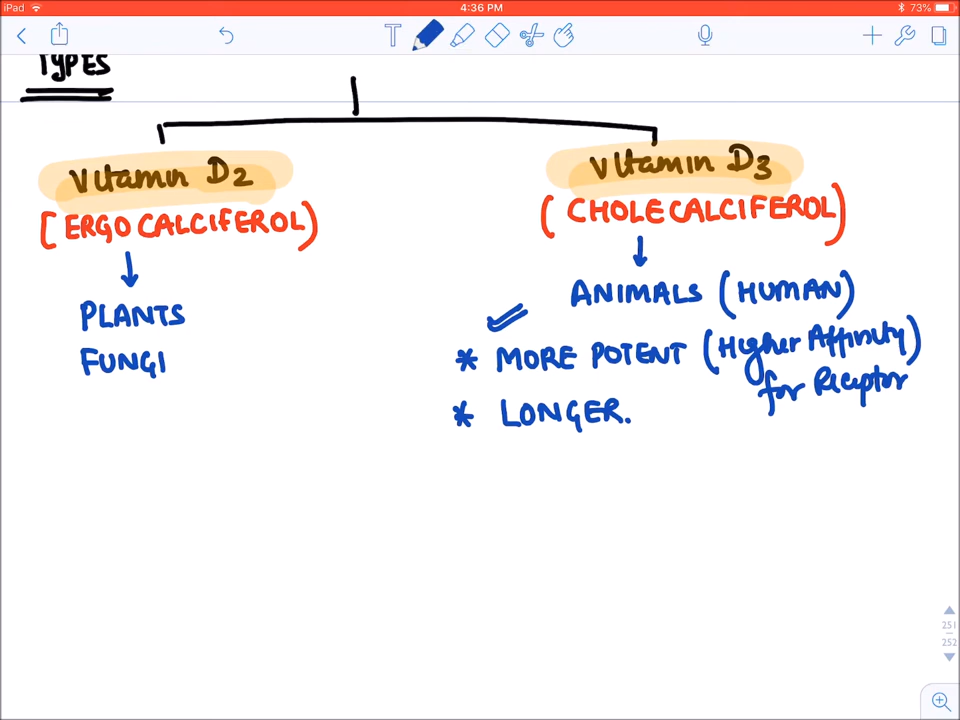 iPad 4:36 PM 73%
T
TYPES
Vitamin D2
Vitamin D3
[ERGOCALCIFEROL)
(CHOLECALCIFEROL)
PLANTS
ANIMALS (HUMAN)
FUNGI
* MORE POTENT (Higher Affinity)
for Receptor
* LONGER.
251
252